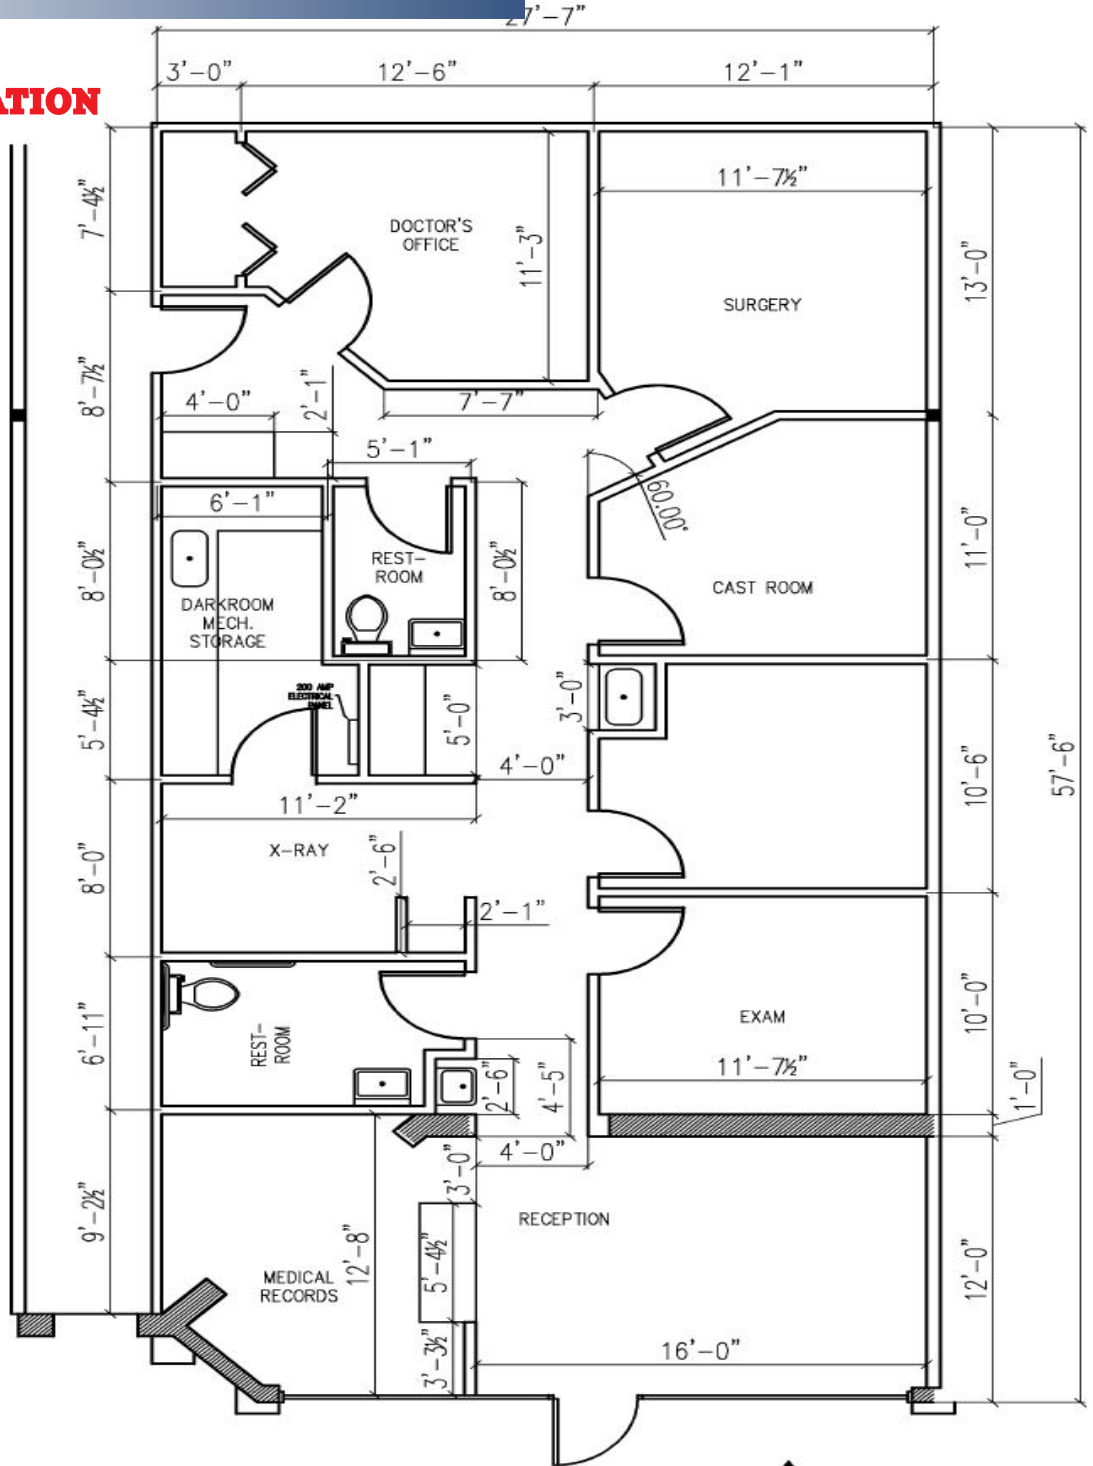 27'-7"
3'-0" 12'-6" 12'-1"
ATION
7'-4½"
11'-7½"
DOCTOR'S
OFFICE
11'-3"
13'-0"
SURGERY
8'-7½"
4'-0"
2'-1"
7'-7"
5'-1"
60.00°
6'-1"
8'-0½"
REST-
ROOM
8'-0½"
11'-0"
CAST ROOM
DARKROOM
MECH.
STORAGE
200 AMP
ELECTRICAL
PANEL
5'-4½"
5'-0"
3'-0"
4'-0"
10'-6"
57'-6"
11'-2"
X-RAY
8'-0"
2'-6"
2'-1"
6'-11"
REST-
ROOM
EXAM
10'-0"
11'-7½"
2'-6"
4'-5"
1'-0"
4'-0"
3'-0"
9'-2½"
RECEPTION
12'-8"
5'-4½"
12'-0"
MEDICAL
RECORDS
3'-3½"
16'-0"